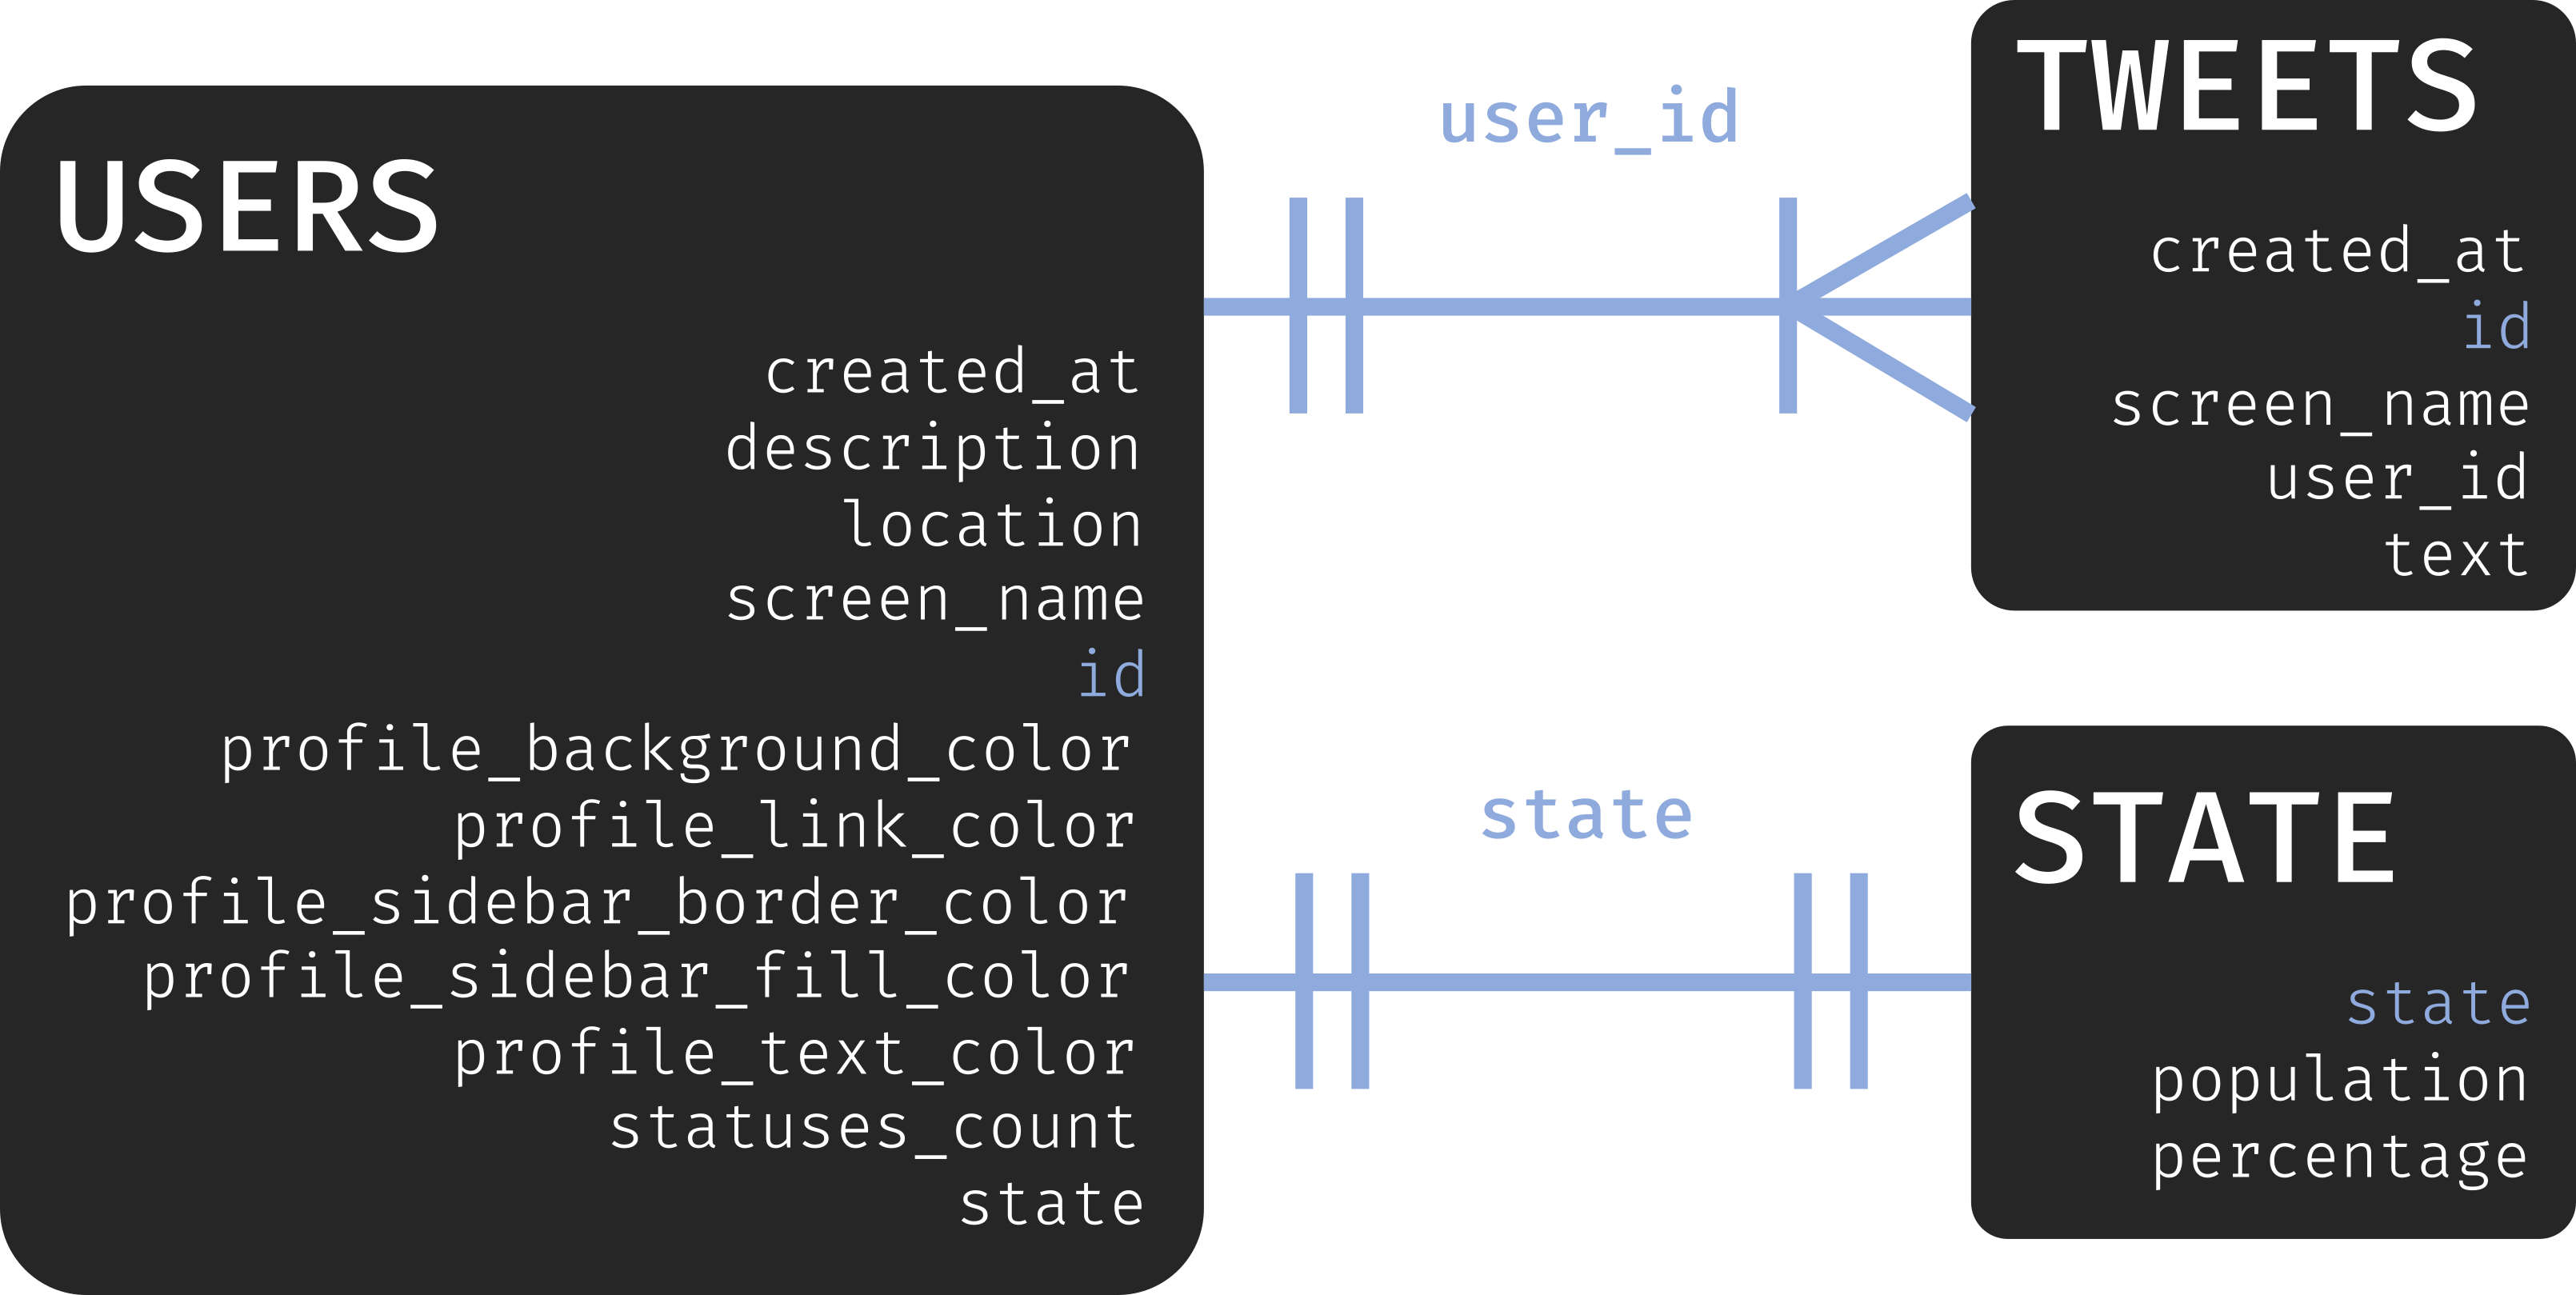 USERS
created_at
description
location
screen_name
id
profile_background_color
profile_link_color
profile_sidebar_border_color
profile_sidebar_fill_color
profile_text_color
statuses_count
state
user_id
state
TWEETS
created_at
id
screen_name
user_id
text
STATE
state
population
percentage